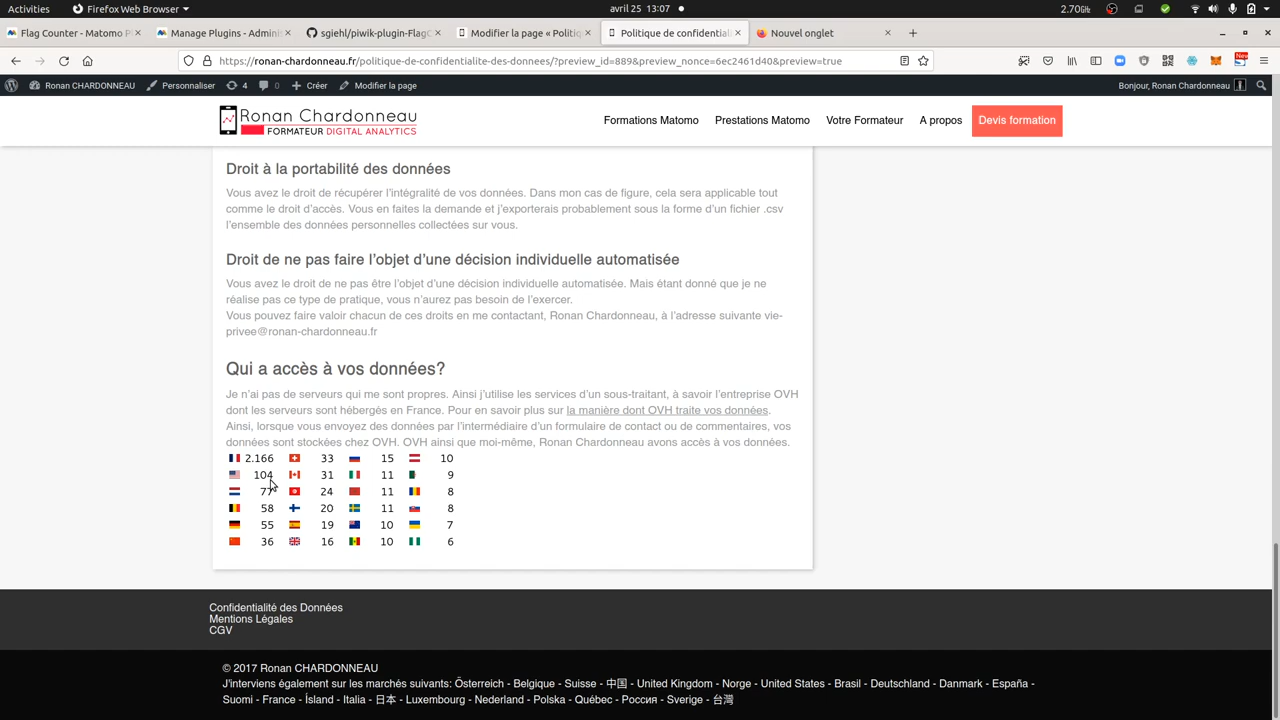 Activities Firefox Web Browser avril 25 13:07 2.70GiB
Flag Counter - Matomo P Manage Plugins - Admini sgiehl/piwik-plugin-FlagC Modifier la page « Politiq Politique de confidential Nouvel onglet
https://ronan-chardonneau.fr/politique-de-confidentialite-des-donnees/?preview_id=889&preview_nonce=6ec2461d40&preview=true New
Ronan CHARDONNEAU Personnaliser 4 0 Créer Modifier la page Bonjour, Ronan Chardonneau
Ronan Chardonneau
FORMATEUR DIGITAL ANALYTICS
Formations Matomo Prestations Matomo Votre Formateur A propos Devis formation
Droit à la portabilité des données
Vous avez le droit de récupérer l’intégralité de vos données. Dans mon cas de figure, cela sera applicable tout
comme le droit d’accès. Vous en faites la demande et j’exporterais probablement sous la forme d’un fichier .csv
l’ensemble des données personnelles collectées sur vous.
Droit de ne pas faire l’objet d’une décision individuelle automatisée
Vous avez le droit de ne pas être l’objet d’une décision individuelle automatisée. Mais étant donné que je ne
réalise pas ce type de pratique, vous n’aurez pas besoin de l’exercer.
Vous pouvez faire valoir chacun de ces droits en me contactant, Ronan Chardonneau, à l’adresse suivante vie-
privee@ronan-chardonneau.fr
Qui a accès à vos données?
Je n’ai pas de serveurs qui me sont propres. Ainsi j’utilise les services d’un sous-traitant, à savoir l’entreprise OVH
dont les serveurs sont hébergés en France. Pour en savoir plus sur la manière dont OVH traite vos données.
Ainsi, lorsque vous envoyez des données par l’intermédiaire d’un formulaire de contact ou de commentaires, vos
données sont stockées chez OVH. OVH ainsi que moi-même, Ronan Chardonneau avons accès à vos données.
2.166 33 15 10
104 31 11 9
77 24 11 8
58 20 11 8
55 19 10 7
36 16 10 6
Confidentialité des Données
Mentions Légales
CGV
© 2017 Ronan CHARDONNEAU
J'interviens également sur les marchés suivants: Österreich - Belgique - Suisse - 中国 - United Kingdom - Norge - United States - Brasil - Deutschland - Danmark - España -
Suomi - France - Ísland - Italia - 日本 - Luxembourg - Nederland - Polska - Québec - Россия - Sverige - 台灣